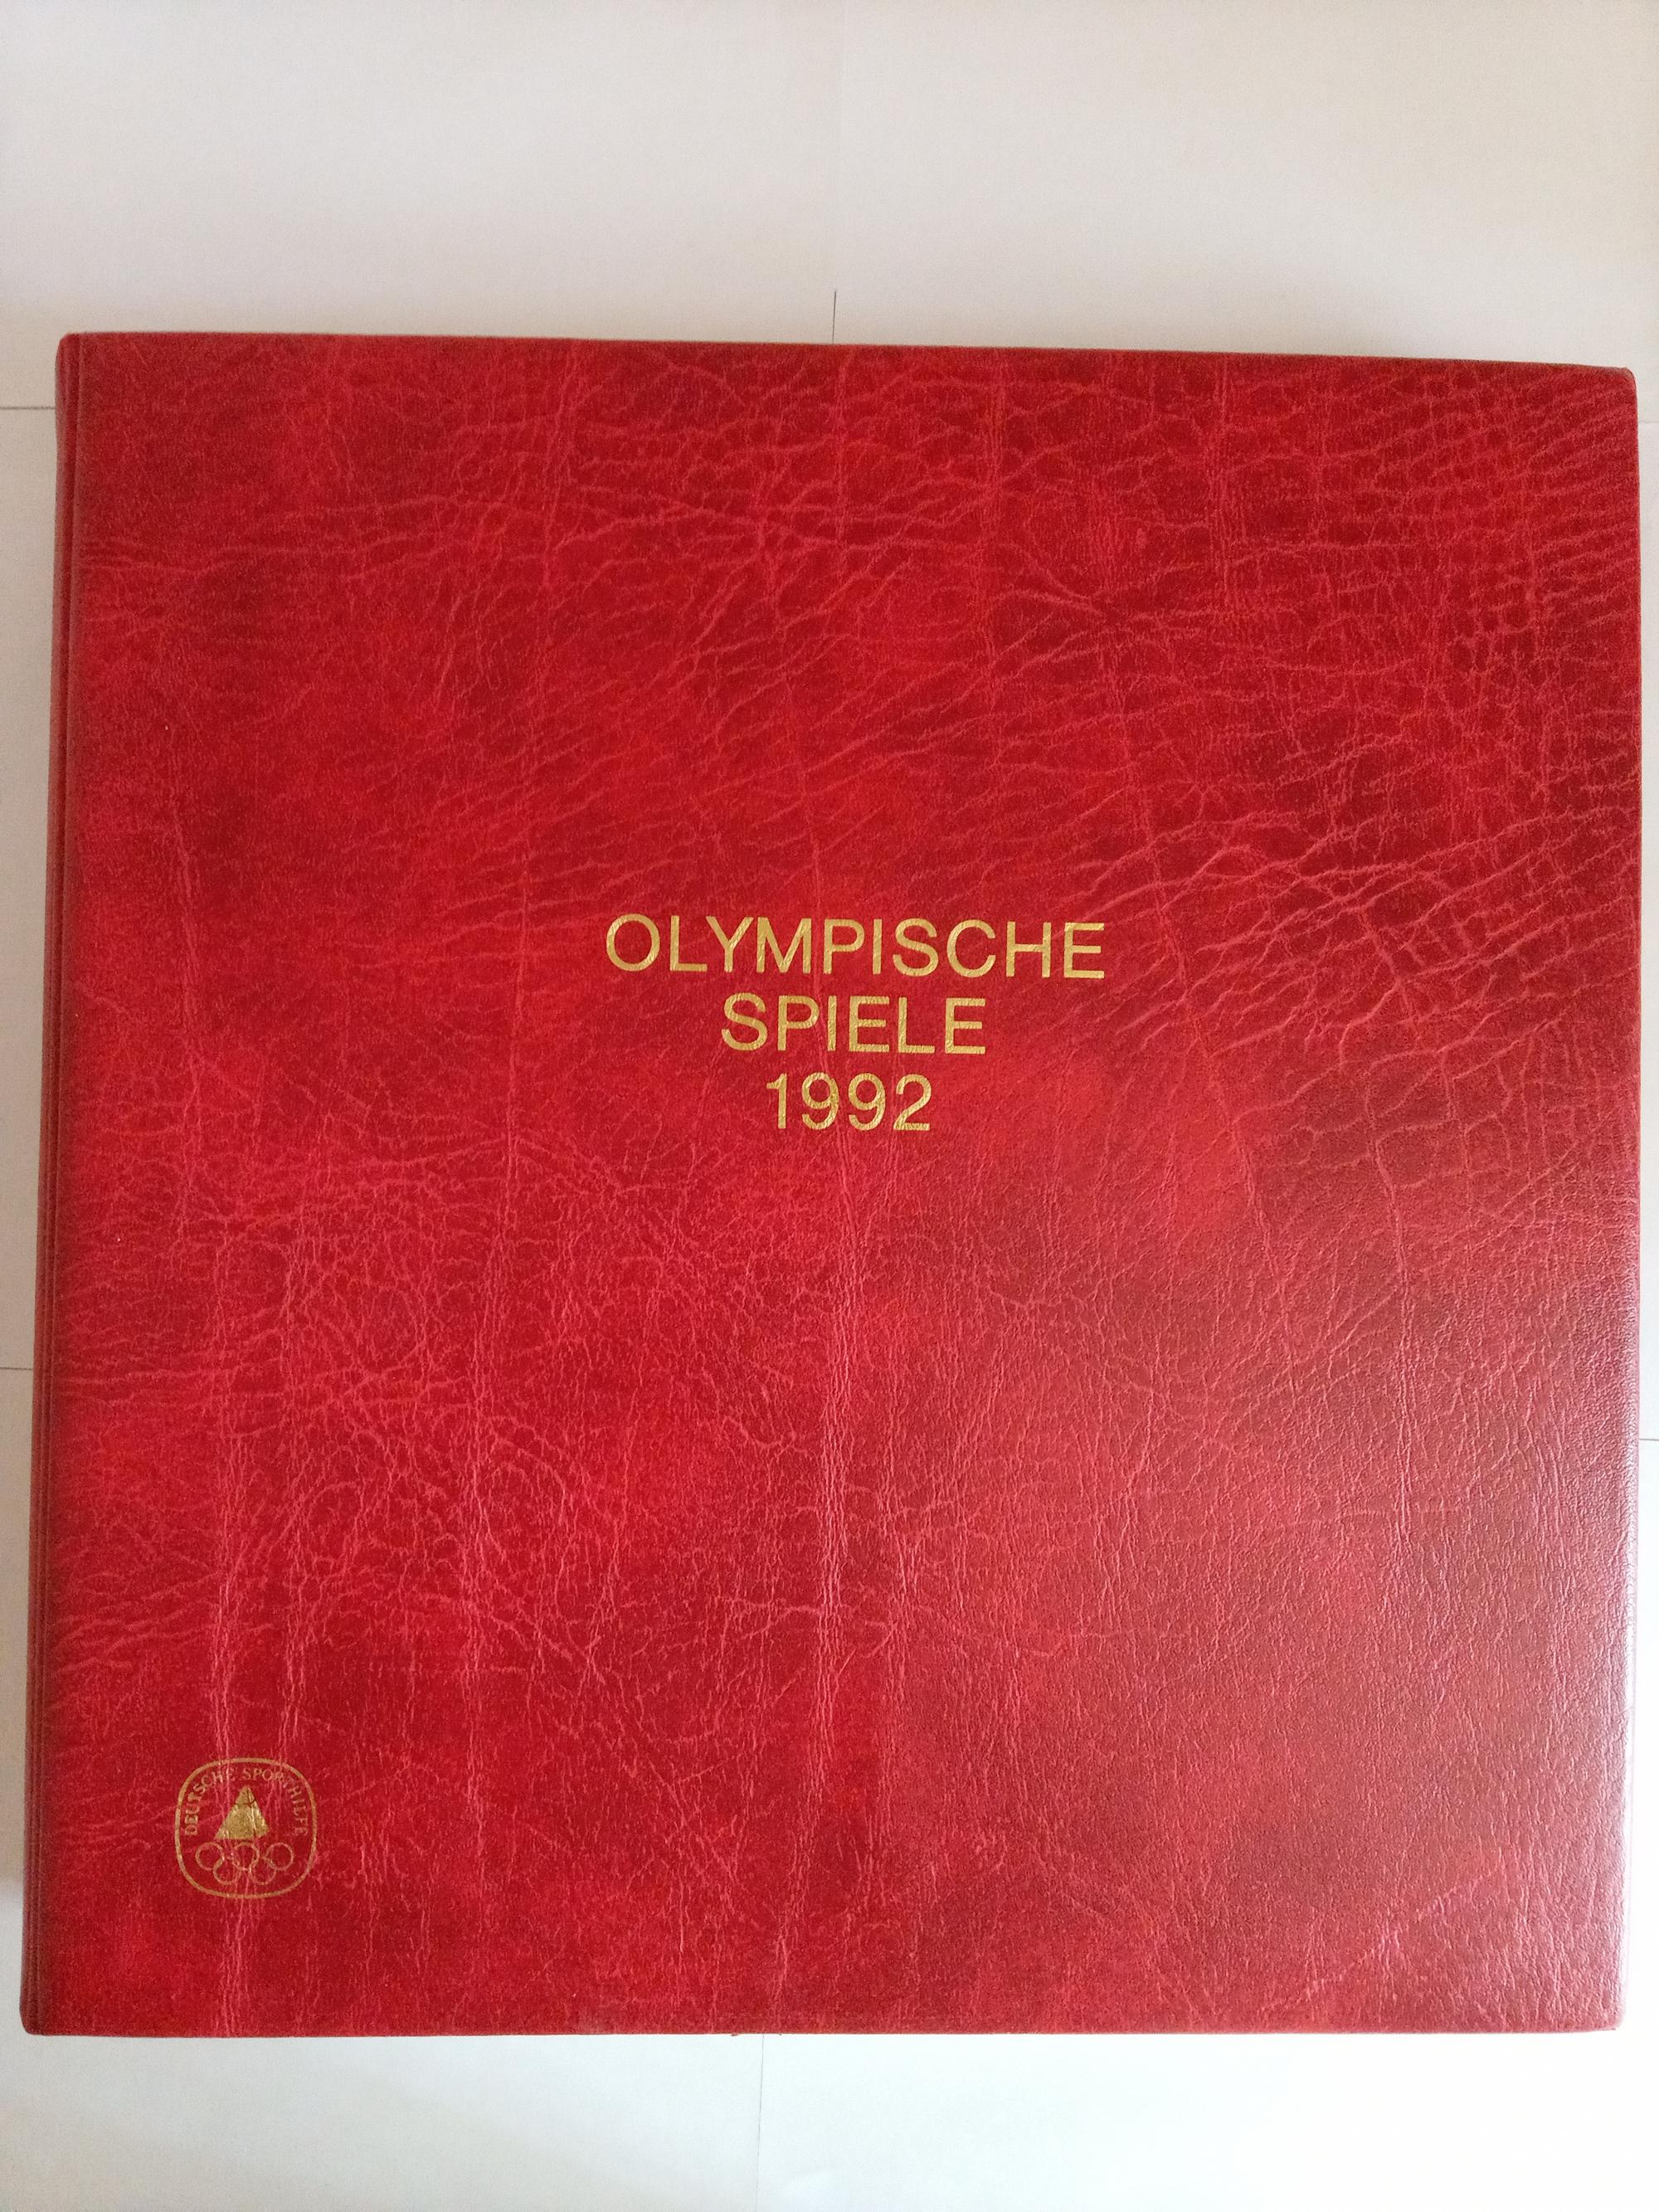 OLYMPISCHE
SPIELE
1992
DEUTSCHE SPORTHILFE